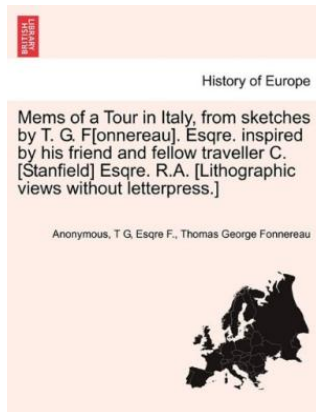 BRITISH
LIBRARY
History of Europe
Mems of a Tour in Italy, from sketches
by T. G. F[onnereau]. Esqre. inspired
by his friend and fellow traveller C.
[Stanfield] Esqre. R.A. [Lithographic
views without letterpress.]
Anonymous, T G, Esqre F., Thomas George Fonnereau